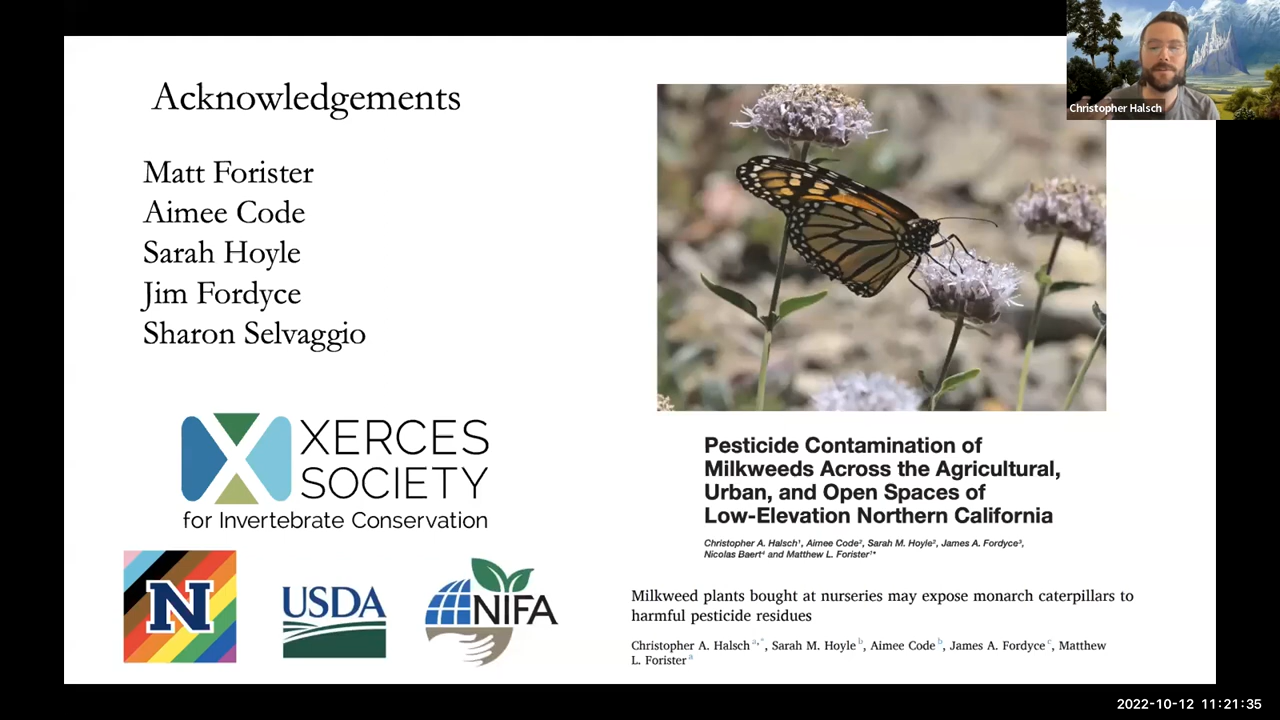 Acknowledgements
Matt Forister
Aimee Code
Sarah Hoyle
Jim Fordyce
Sharon Selvaggio
XERCES
SOCIETY
for Invertebrate Conservation
N
USDA
NIFA
Christopher Halsch
Pesticide Contamination of
Milkweeds Across the Agricultural,
Urban, and Open Spaces of
Low-Elevation Northern California
Christopher A. Halsch¹, Aimee Code², Sarah M. Hoyle², James A. Fordyce³,
Nicolas Baert⁴ and Matthew L. Forister¹*
Milkweed plants bought at nurseries may expose monarch caterpillars to
harmful pesticide residues
Christopher A. Halsch a,*, Sarah M. Hoyle b, Aimee Code b, James A. Fordyce c, Matthew
L. Forister a
2022-10-12 11:21:35